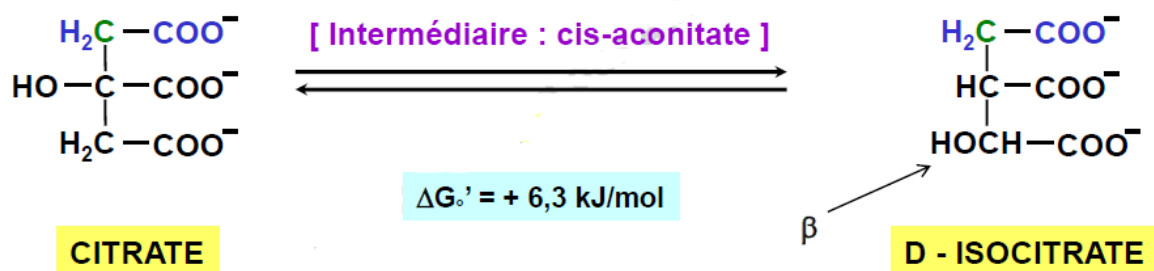 H₂C — COO⁻
HO — C — COO⁻
H₂C — COO⁻
[ Intermédiaire : cis-aconitate ]
ΔG₀’ = + 6,3 kJ/mol
H₂C — COO⁻
HC — COO⁻
HOCH — COO⁻
β
CITRATE
D - ISOCITRATE